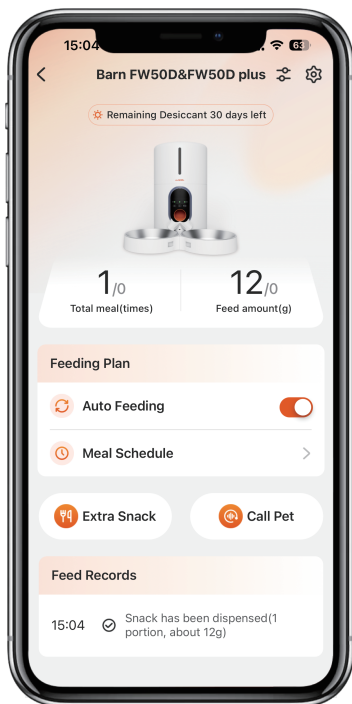 15:04
63
Barn FW50D&FW50D plus
Remaining Desiccant 30 days left
1/0
Total meal(times)
12/0
Feed amount(g)
Feeding Plan
Auto Feeding
Meal Schedule
Extra Snack
Call Pet
Feed Records
15:04
Snack has been dispensed(1
portion, about 12g)